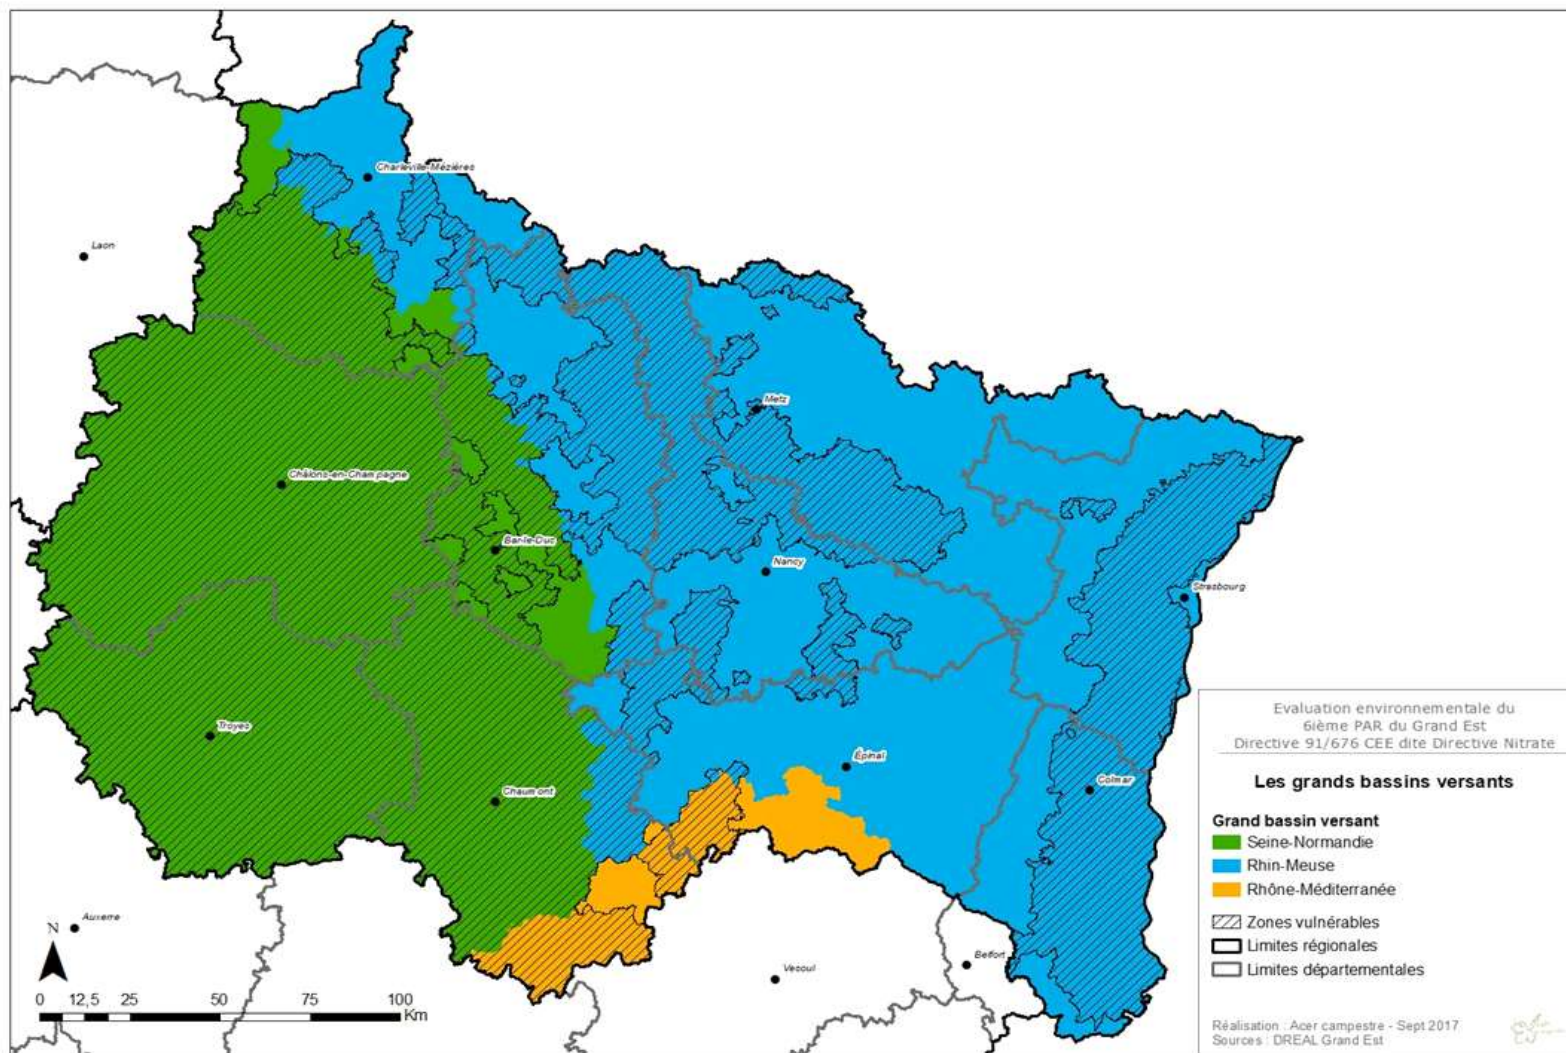 Charleville-Mézières
Laon
Metz
Châlons-en-Champagne
Bar-le-Duc
Nancy
Strasbourg
Troyes
Épinal
Chaumont
Colmar
Auxerre
Vesoul
Belfort
N
0 12,5 25 50 75 100
Km
Evaluation environnementale du
6ième PAR du Grand Est
Directive 91/676 CEE dite Directive Nitrate
Les grands bassins versants
Grand bassin versant
Seine-Normandie
Rhin-Meuse
Rhône-Méditerranée
Zones vulnérables
Limites régionales
Limites départementales
Réalisation : Acer campestre - Sept 2017
Sources : DREAL Grand Est